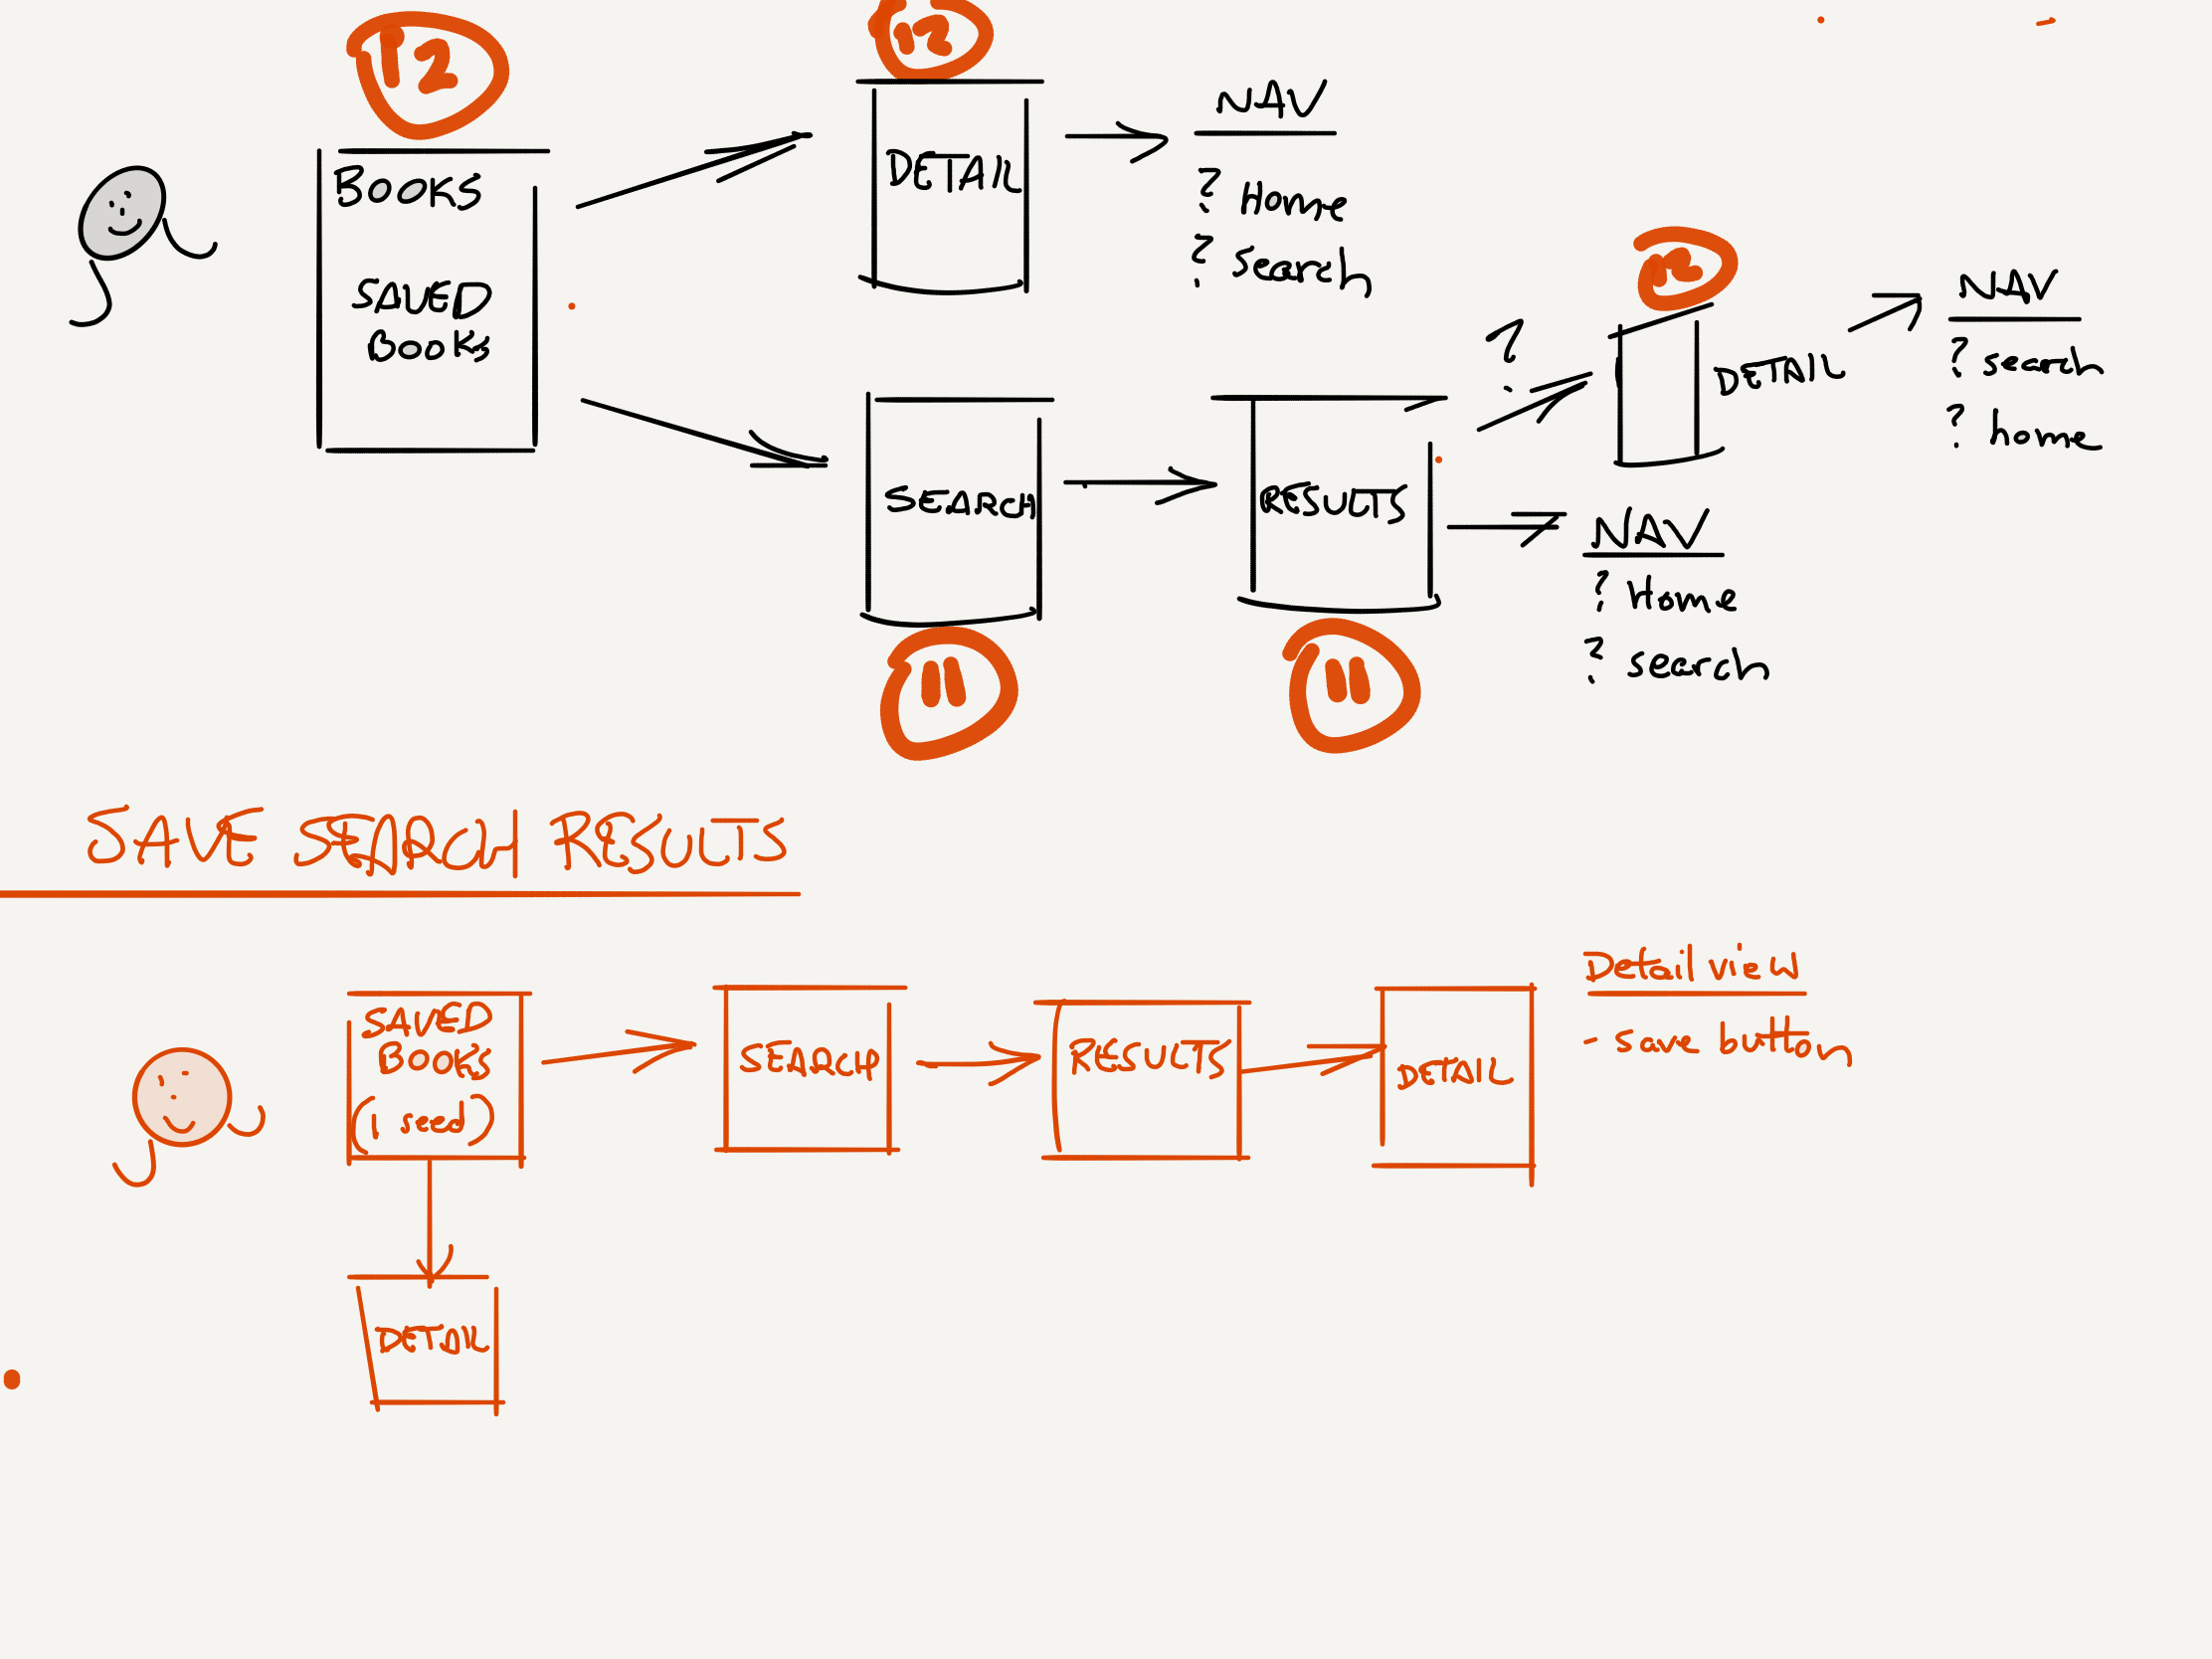 12
BOOKS
SAVED
BOOKS
12
DETAIL
NAV
? Home
? search
SEARCH
11
RESULTS
11
?
12
DETAIL
NAV
? search
? home
NAV
? Home
? search
SAVE SEARCH RESULTS
SAVED
BOOKS
(1 seed)
SEARCH
RESULTS
DETAIL
Detail view
- save button
DETAIL